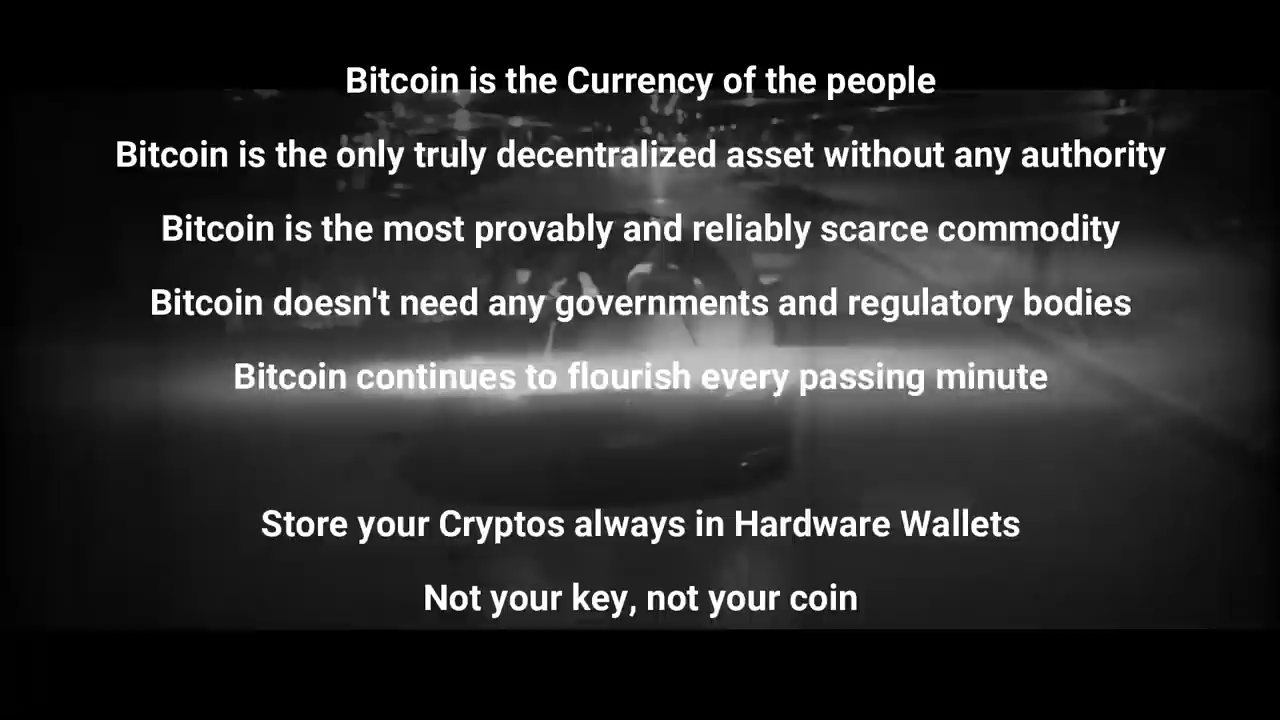 Bitcoin is the Currency of the people
Bitcoin is the only truly decentralized asset without any authority
Bitcoin is the most provably and reliably scarce commodity
Bitcoin doesn't need any governments and regulatory bodies
Bitcoin continues to flourish every passing minute
Store your Cryptos always in Hardware Wallets
Not your key, not your coin